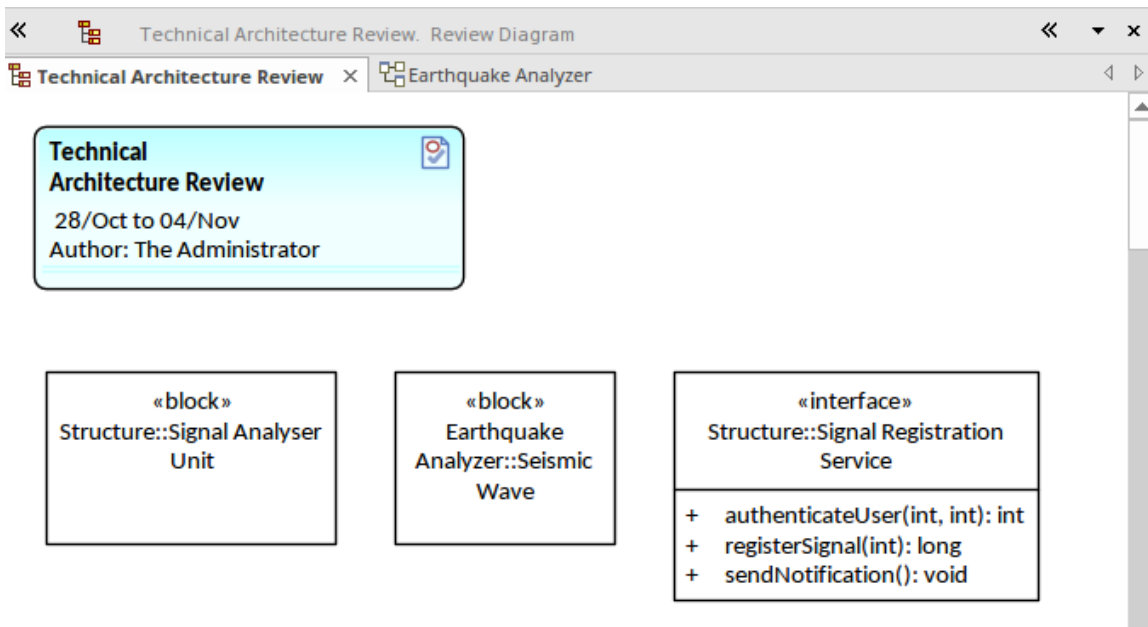 Technical Architecture Review.  Review Diagram
Technical Architecture Review
Earthquake Analyzer
Technical
Architecture Review
28/Oct to 04/Nov
Author: The Administrator
«block»
Structure::Signal Analyser
Unit
«block»
Earthquake
Analyzer::Seismic
Wave
«interface»
Structure::Signal Registration
Service
+ authenticateUser(int, int): int
+ registerSignal(int): long
+ sendNotification(): void